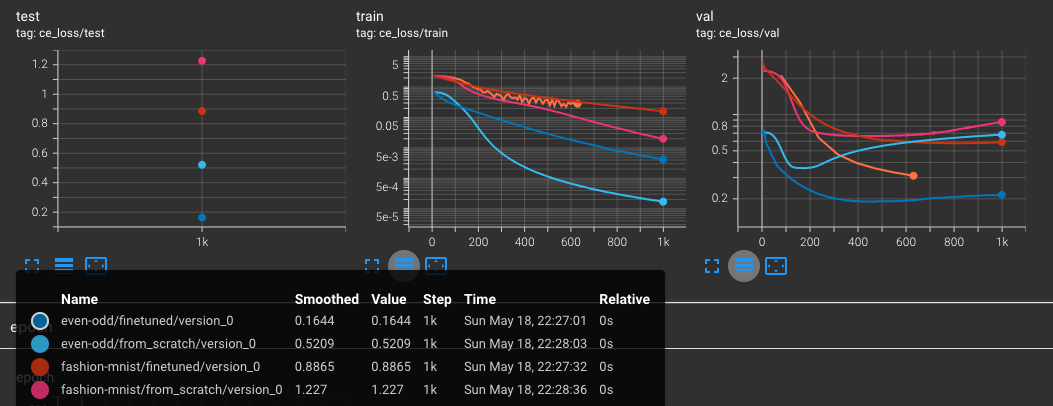 test
tag: ce_loss/test
1.2
1
0.8
0.6
0.4
0.2
1k
train
tag: ce_loss/train
5
0.5
0.05
5e-3
5e-4
5e-5
0 200 400 600 800 1k
val
tag: ce_loss/val
2
0.8
0.5
0.2
0 200 400 600 800 1k
Name Smoothed Value Step Time Relative
even-odd/finetuned/version_0 0.1644 0.1644 1k Sun May 18, 22:27:01 0s
even-odd/from_scratch/version_0 0.5209 0.5209 1k Sun May 18, 22:28:03 0s
fashion-mnist/finetuned/version_0 0.8865 0.8865 1k Sun May 18, 22:27:32 0s
epoch
fashion-mnist/from_scratch/version_0 1.227 1.227 1k Sun May 18, 22:28:36 0s